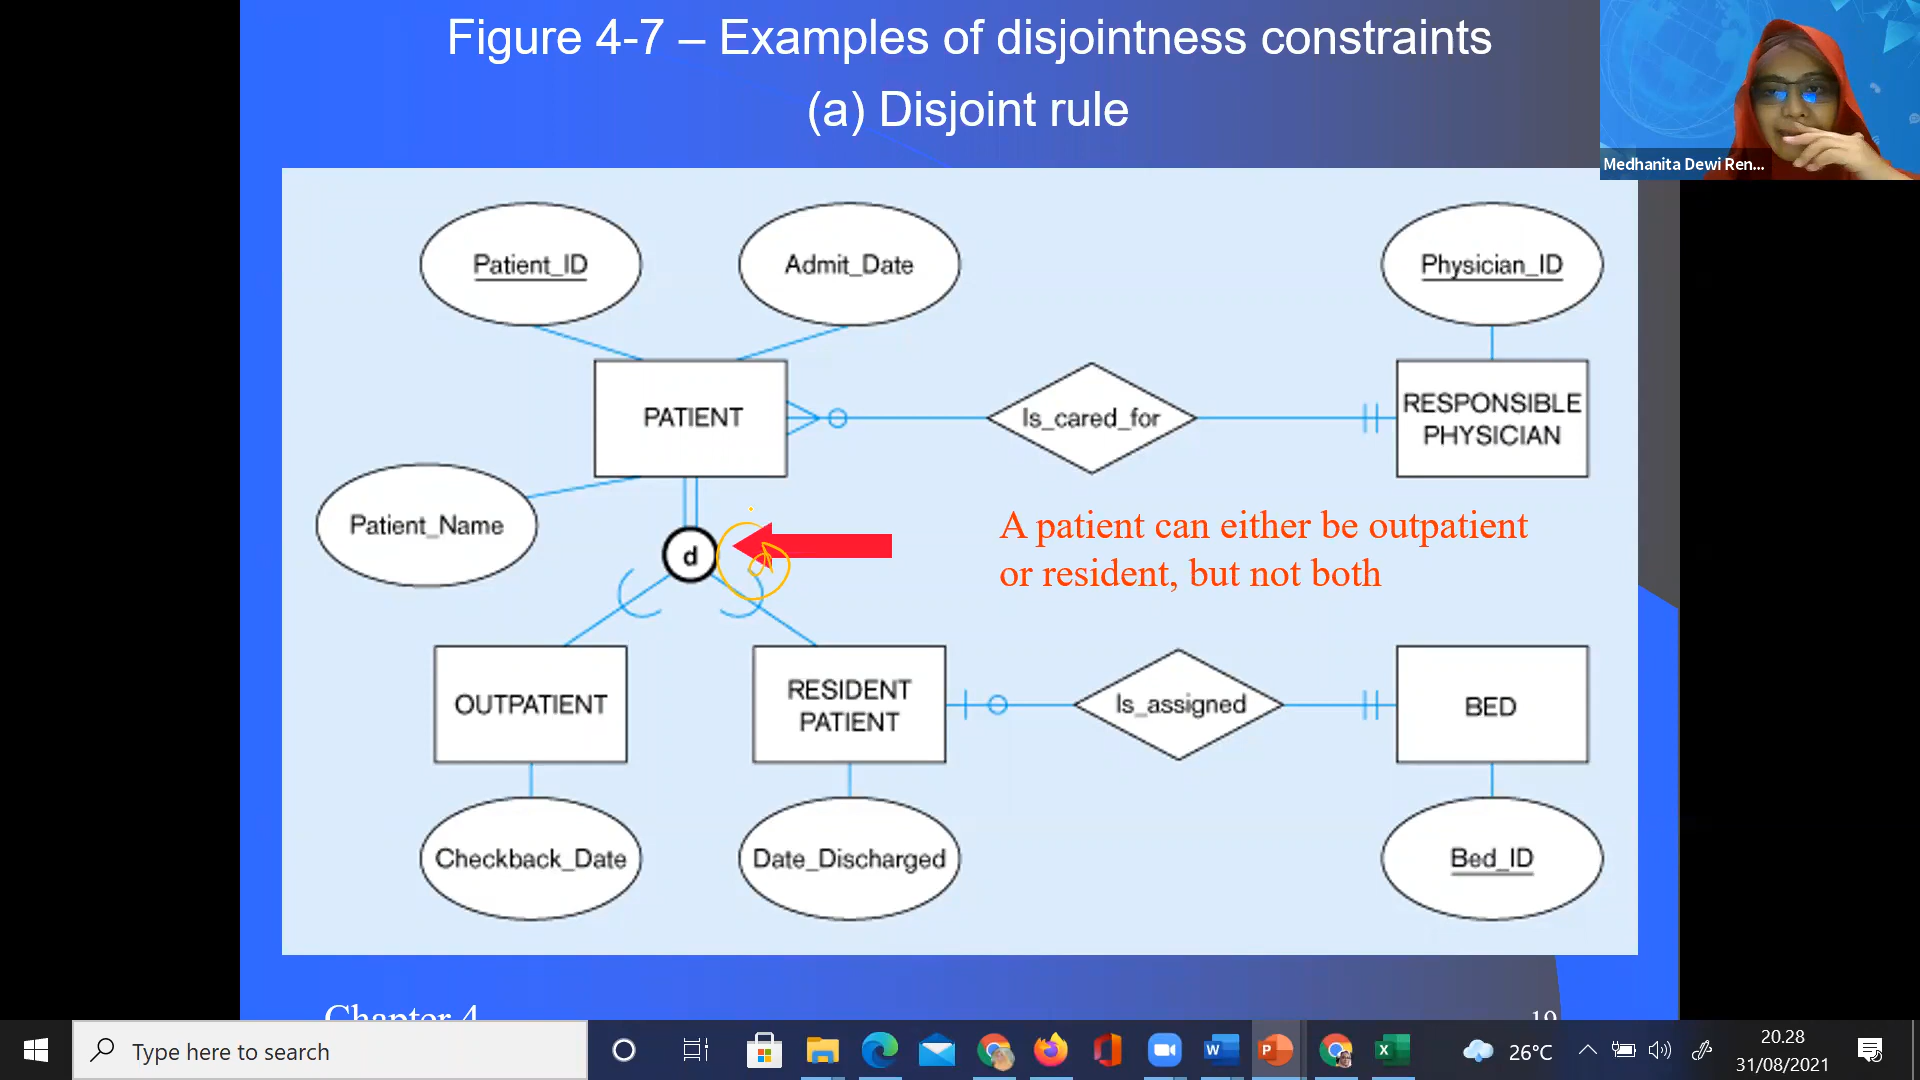 Figure 4-7 – Examples of disjointness constraints
(a) Disjoint rule
Medhanita Dewi Ren...
Patient_ID
Admit_Date
Physician_ID
PATIENT
Is_cared_for
RESPONSIBLE
PHYSICIAN
Patient_Name
d
A patient can either be outpatient
or resident, but not both
OUTPATIENT
RESIDENT
PATIENT
Is_assigned
BED
Checkback_Date
Date_Discharged
Bed_ID
Chapter 4
19
Type here to search
26°C
20.28
31/08/2021